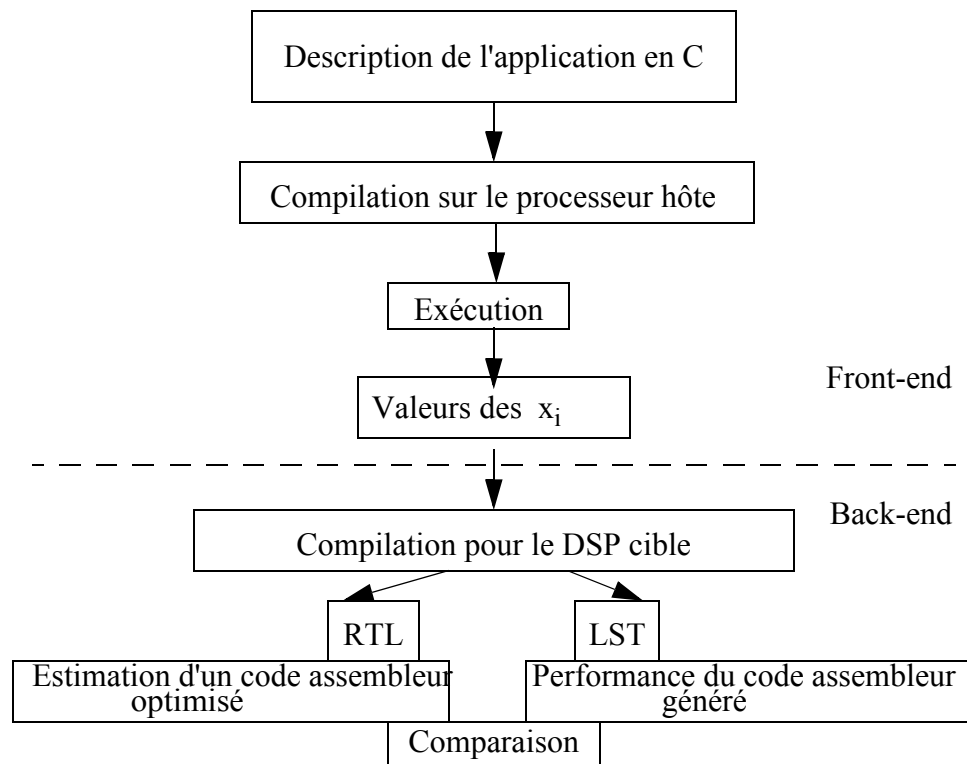 Description de l'application en C
Compilation sur le processeur hôte
Exécution
Front-end
Valeurs des xi
Back-end
Compilation pour le DSP cible
RTL
LST
Estimation d'un code assembleur
optimisé
Performance du code assembleur
généré
Comparaison